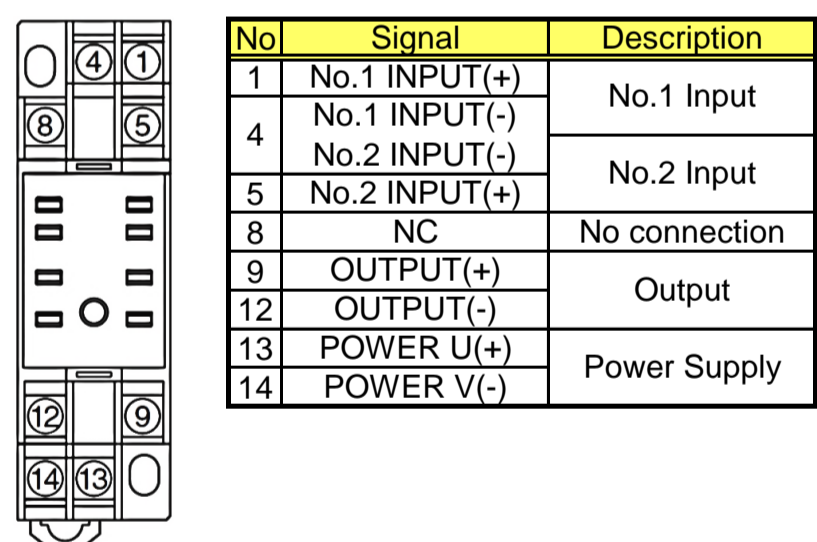 4 1
8 5
12 9
14 13
No Signal Description
1 No.1 INPUT(+) No.1 Input
4 No.1 INPUT(-)
No.2 INPUT(-) No.2 Input
5 No.2 INPUT(+)
8 NC No connection
9 OUTPUT(+) Output
12 OUTPUT(-)
13 POWER U(+) Power Supply
14 POWER V(-)